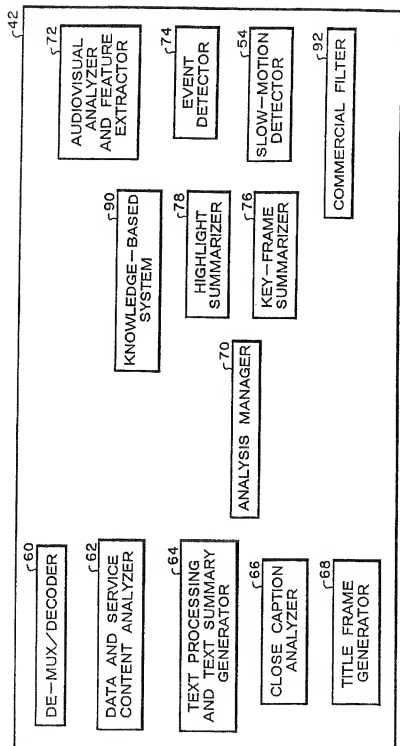 42
60
DE-MUX/DECODER
62
DATA AND SERVICE
CONTENT ANALYZER
64
TEXT PROCESSING
AND TEXT SUMMARY
GENERATOR
66
CLOSE CAPTION
ANALYZER
68
TITLE FRAME
GENERATOR
70
ANALYSIS MANAGER
90
KNOWLEDGE-BASED
SYSTEM
78
HIGHLIGHT
SUMMARIZER
76
KEY-FRAME
SUMMARIZER
72
AUDIOVISUAL
ANALYZER
AND FEATURE
EXTRACTOR
74
EVENT
DETECTOR
54
SLOW-MOTION
DETECTOR
92
COMMERCIAL FILTER